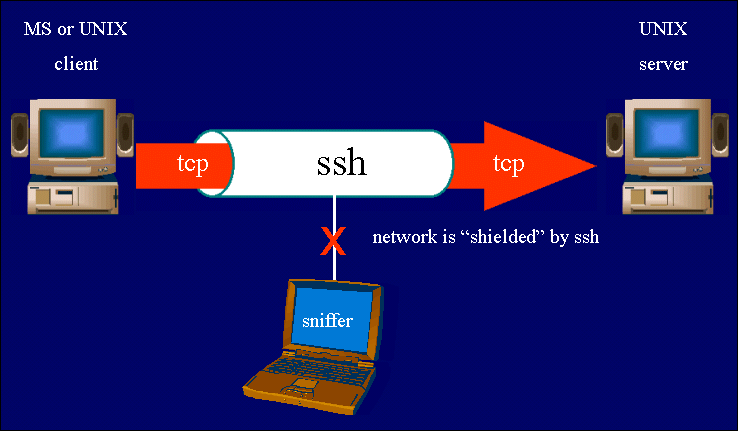 MS or UNIX
client
UNIX
server
tcp
ssh
tcp
X
network is “shielded” by ssh
sniffer